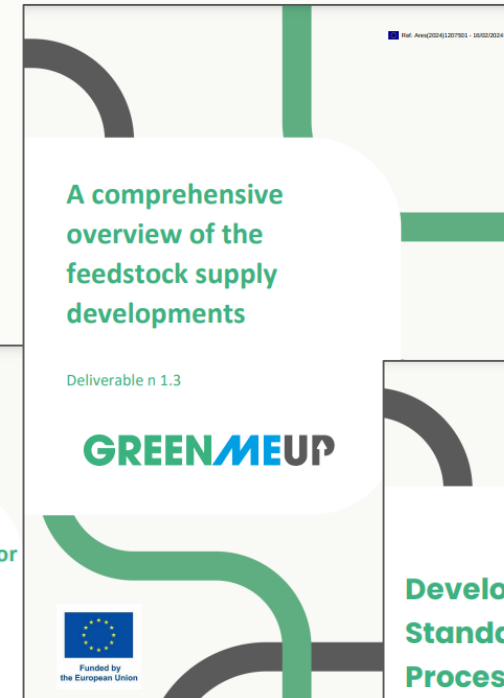 Ref. Ares(2024)1207501 - 16/02/2024
A comprehensive
overview of the
feedstock supply
developments
Deliverable n 1.3
GREENMEUP
or
Funded by
the European Union
Develo
Standa
Proces